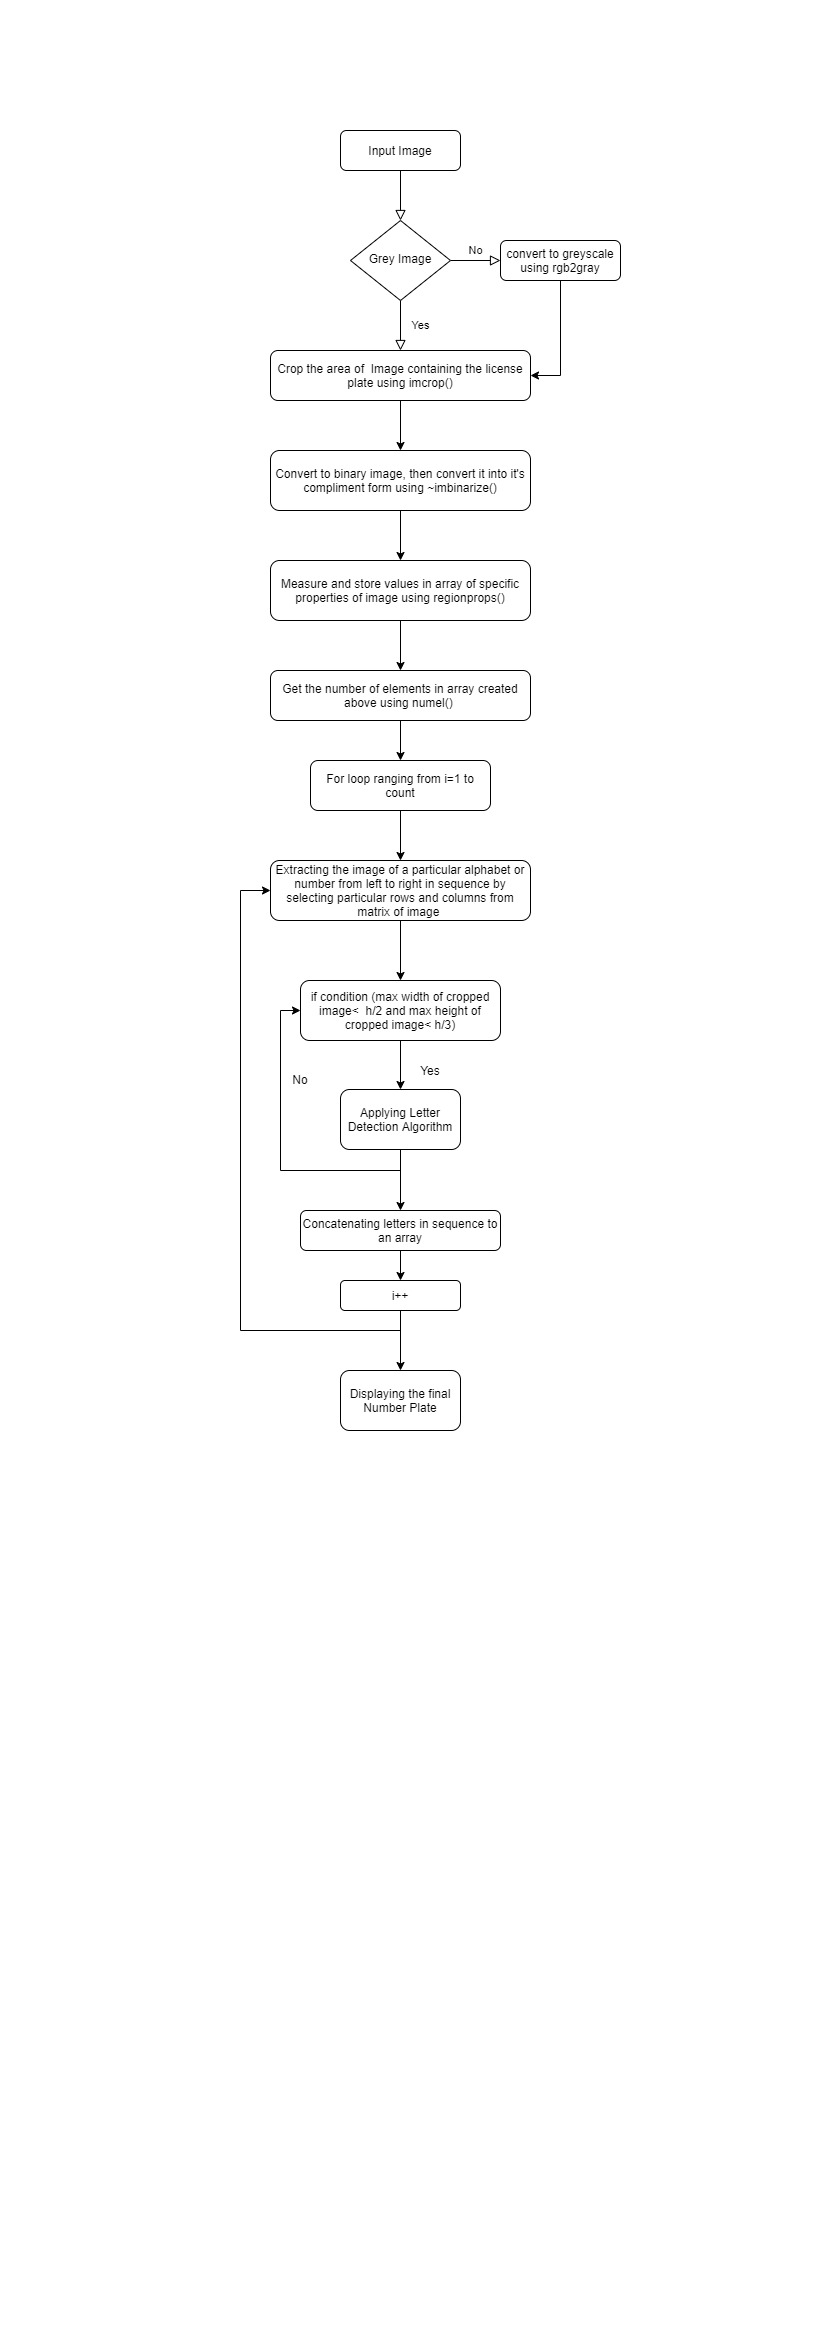 Input Image
Grey Image
No
convert to greyscale
using rgb2gray
Yes
Crop the area of  Image containing the license
plate using imcrop()
Convert to binary image, then convert it into it's
compliment form using ~imbinarize()
Measure and store values in array of specific
properties of image using regionprops()
Get the number of elements in array created
above using numel()
For loop ranging from i=1 to
count
Extracting the image of a particular alphabet or
number from left to right in sequence by
selecting particular rows and columns from
matrix of image
if condition (max width of cropped
image<  h/2 and max height of
cropped image< h/3)
Yes
No
Applying Letter
Detection Algorithm
Concatenating letters in sequence to
an array
i++
Displaying the final
Number Plate